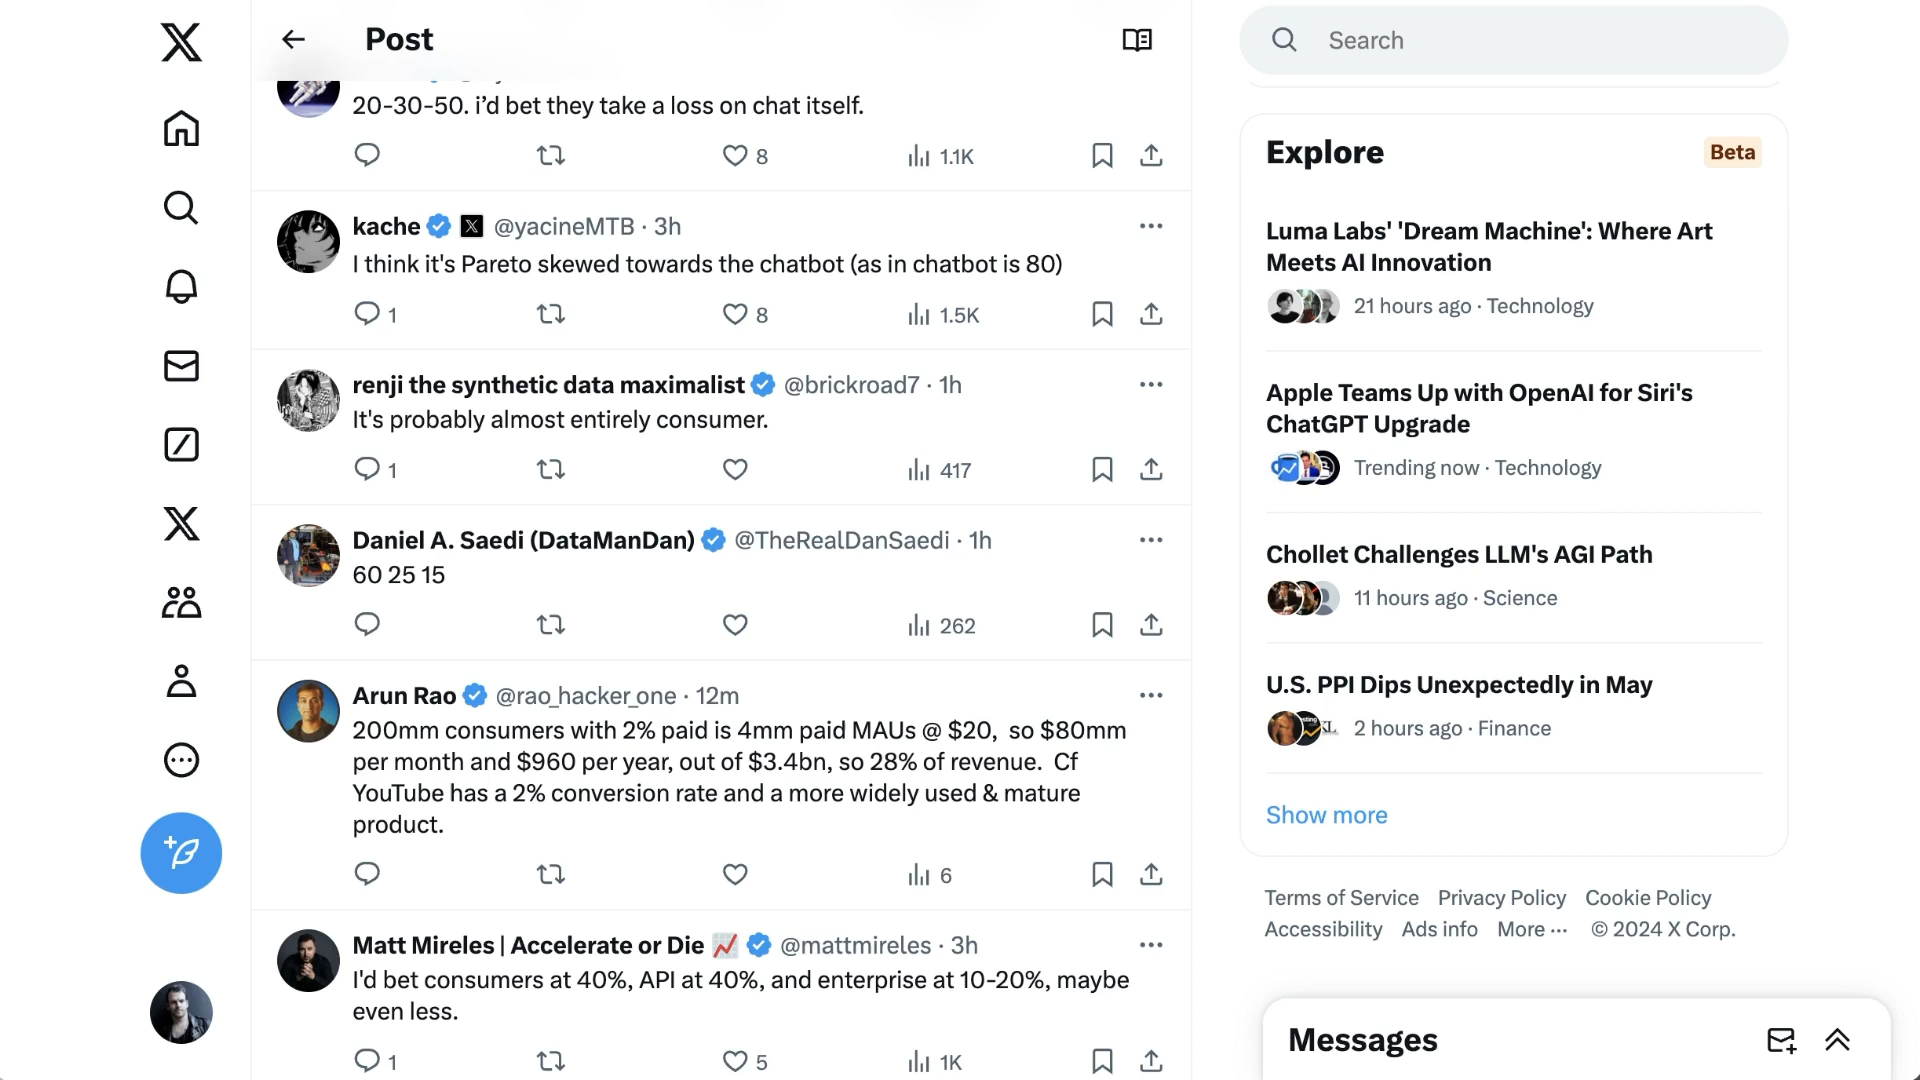 Post
20-30-50. i’d bet they take a loss on chat itself.
8 1.1K
kache @yacineMTB · 3h
I think it's Pareto skewed towards the chatbot (as in chatbot is 80)
1 8 1.5K
renji the synthetic data maximalist @brickroad7 · 1h
It's probably almost entirely consumer.
1 417
Daniel A. Saedi (DataManDan) @TheRealDanSaedi · 1h
60 25 15
262
Arun Rao @rao_hacker_one · 12m
200mm consumers with 2% paid is 4mm paid MAUs @ $20, so $80mm
per month and $960 per year, out of $3.4bn, so 28% of revenue. Cf
YouTube has a 2% conversion rate and a more widely used & mature
product.
6
Matt Mireles | Accelerate or Die 📈 @mattmireles · 3h
I'd bet consumers at 40%, API at 40%, and enterprise at 10-20%, maybe
even less.
1 5 1K
Search
Explore
Beta
Luma Labs' 'Dream Machine': Where Art
Meets AI Innovation
21 hours ago · Technology
Apple Teams Up with OpenAI for Siri's
ChatGPT Upgrade
Trending now · Technology
Chollet Challenges LLM's AGI Path
11 hours ago · Science
U.S. PPI Dips Unexpectedly in May
2 hours ago · Finance
Show more
Terms of Service Privacy Policy Cookie Policy
Accessibility Ads info More ··· © 2024 X Corp.
Messages